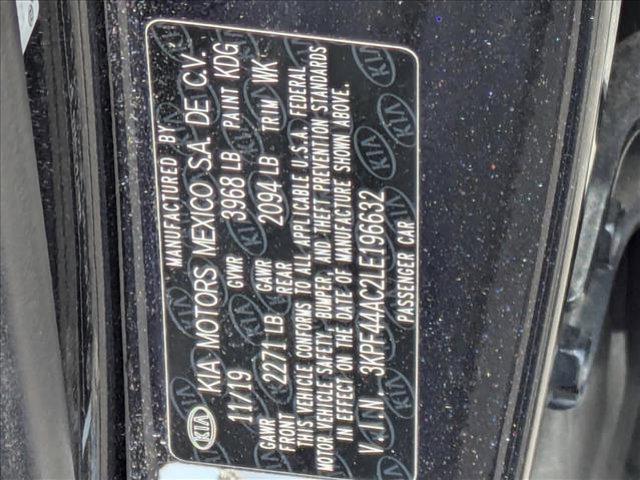 MANUFACTURED BY
KIA KIA MOTORS MEXICO S.A. DE C.V.
11/19 GVWR 3968 LB PAINT KDG
GAWR FRONT 2271 LB GAWR REAR 2094 LB TRIM WK
THIS VEHICLE CONFORMS TO ALL APPLICABLE U.S.A. FEDERAL
MOTOR VEHICLE SAFETY, BUMPER, AND THEFT PREVENTION STANDARDS
IN EFFECT ON THE DATE OF MANUFACTURE SHOWN ABOVE.
V.I.N. 3KPF44AC2LE196632
PASSENGER CAR